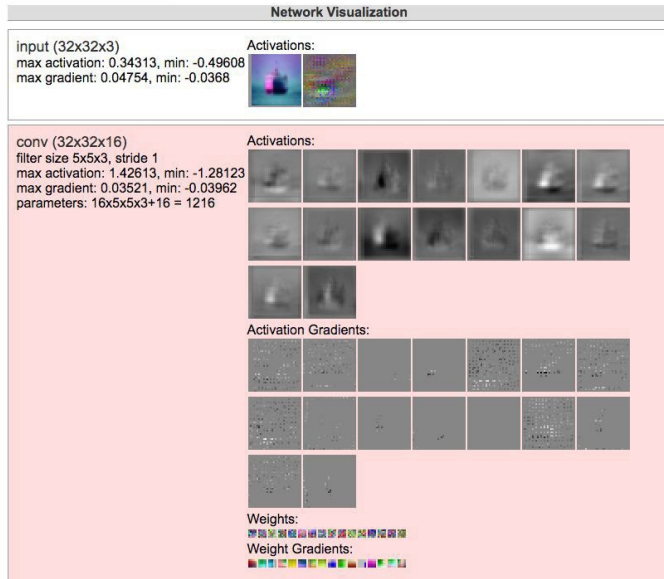 Network Visualization
input (32x32x3)
max activation: 0.34313, min: -0.49608
max gradient: 0.04754, min: -0.0368
Activations:
conv (32x32x16)
filter size 5x5x3, stride 1
max activation: 1.42613, min: -1.28123
max gradient: 0.03521, min: -0.03962
parameters: 16x5x5x3+16 = 1216
Activations:
Activation Gradients:
Weights:
Weight Gradients: